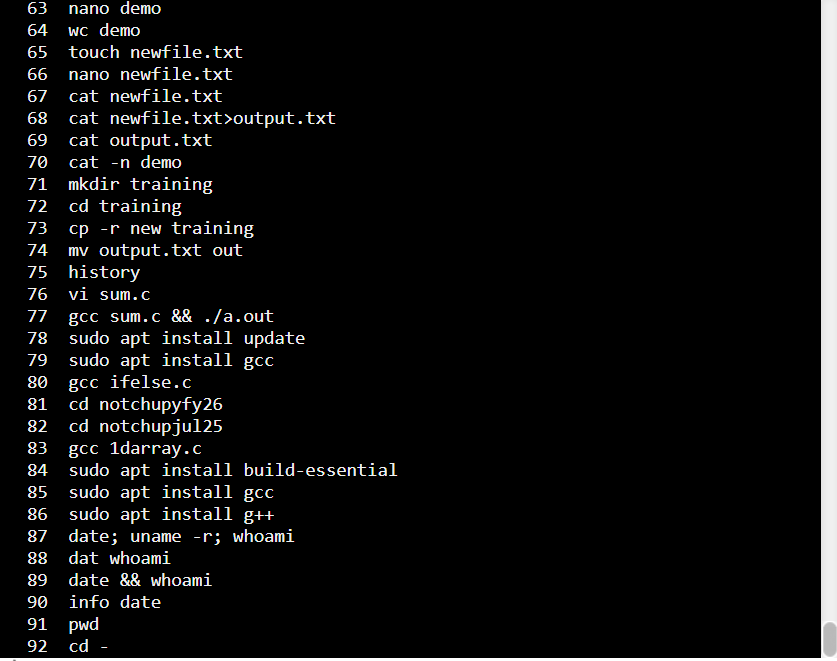 63 nano demo
64 wc demo
65 touch newfile.txt
66 nano newfile.txt
67 cat newfile.txt
68 cat newfile.txt>output.txt
69 cat output.txt
70 cat -n demo
71 mkdir training
72 cd training
73 cp -r new training
74 mv output.txt out
75 history
76 vi sum.c
77 gcc sum.c && ./a.out
78 sudo apt install update
79 sudo apt install gcc
80 gcc ifelse.c
81 cd notchupyfy26
82 cd notchupjul25
83 gcc 1darray.c
84 sudo apt install build-essential
85 sudo apt install gcc
86 sudo apt install g++
87 date; uname -r; whoami
88 dat whoami
89 date && whoami
90 info date
91 pwd
92 cd -